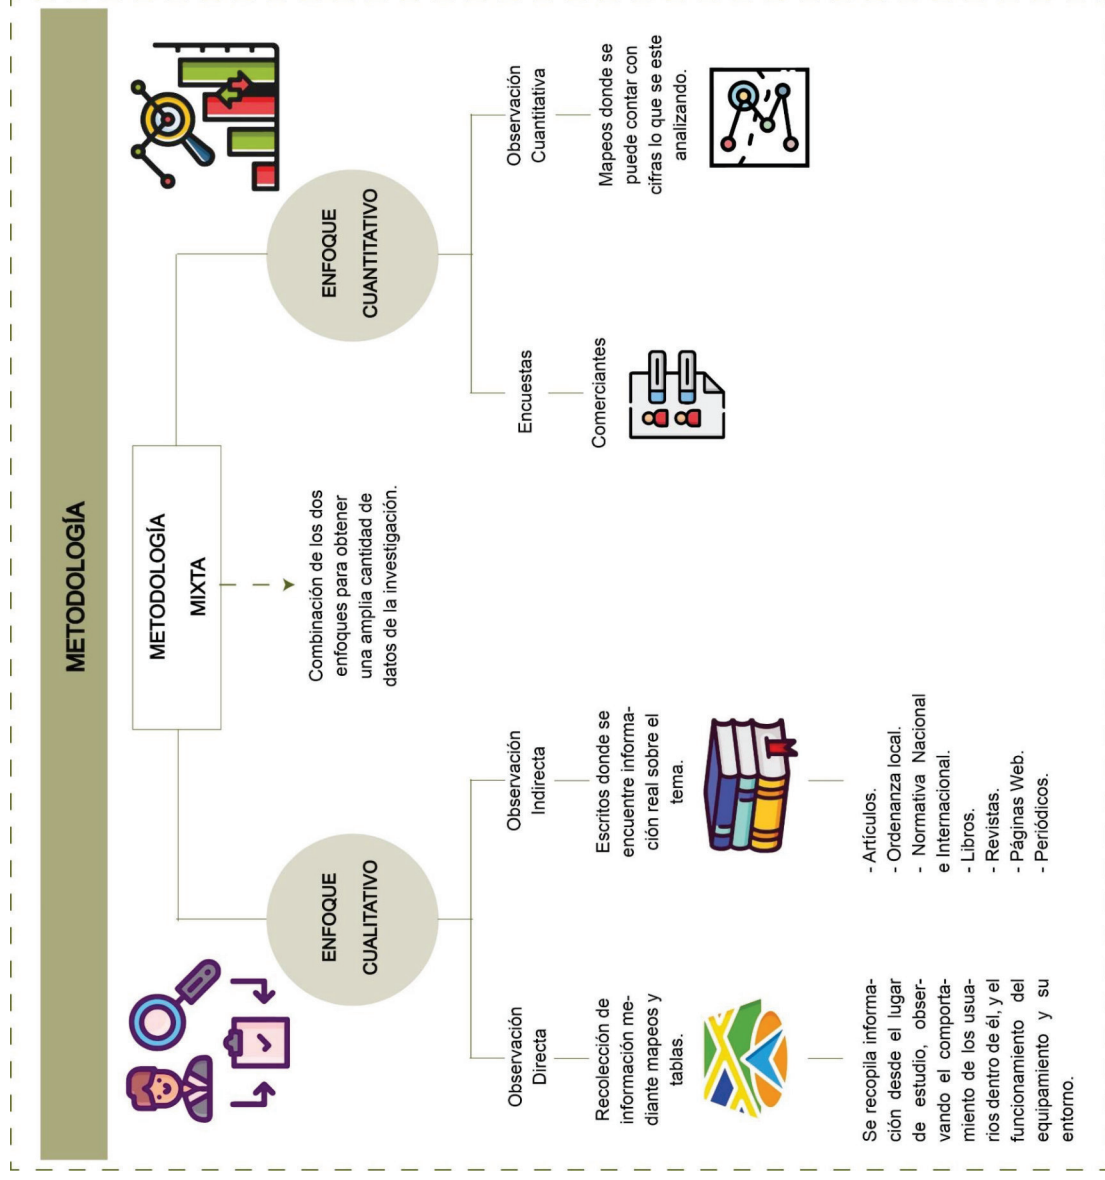 METODOLOGÍA
METODOLOGÍA
MIXTA
Combinación de los dos
enfoques para obtener
una amplia cantidad de
datos de la investigación.
ENFOQUE
CUALITATIVO
Observación
Directa
Recolección de
información me-
diante mapeos y
tablas.
Se recopila informa-
ción desde el lugar
de estudio, obser-
vando el comporta-
miento de los usua-
rios dentro de él, y el
funcionamiento del
equipamiento y su
entorno.
Observación
Indirecta
Escritos donde se
encuentre informa-
ción real sobre el
tema.
- Artículos.
- Ordenanza local.
- Normativa Nacional
e Internacional.
- Libros.
- Revistas.
- Páginas Web.
- Periódicos.
ENFOQUE
CUANTITATIVO
Encuestas
Comerciantes
Observación
Cuantitativa
Mapeos donde se
puede contar con
cifras lo que se este
analizando.